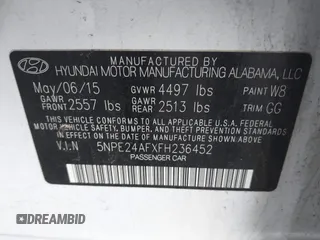 MANUFACTURED BY
HYUNDAI MOTOR MANUFACTURING ALABAMA, LLC
May/06/15 GVWR 4497 lbs PAINT W8
GAWR FRONT 2557 lbs GAWR REAR 2513 lbs TRIM GG
THIS VEHICLE CONFORMS TO ALL APPLICABLE U.S. FEDERAL
MOTOR VEHICLE SAFETY, BUMPER, AND THEFT PREVENTION
STANDARDS IN EFFECT ON THE DATE OF MANUFACTURE SHOWN ABOVE.
V.I.N 5NPE24AFXFH236452
PASSENGER CAR
DREAMBID